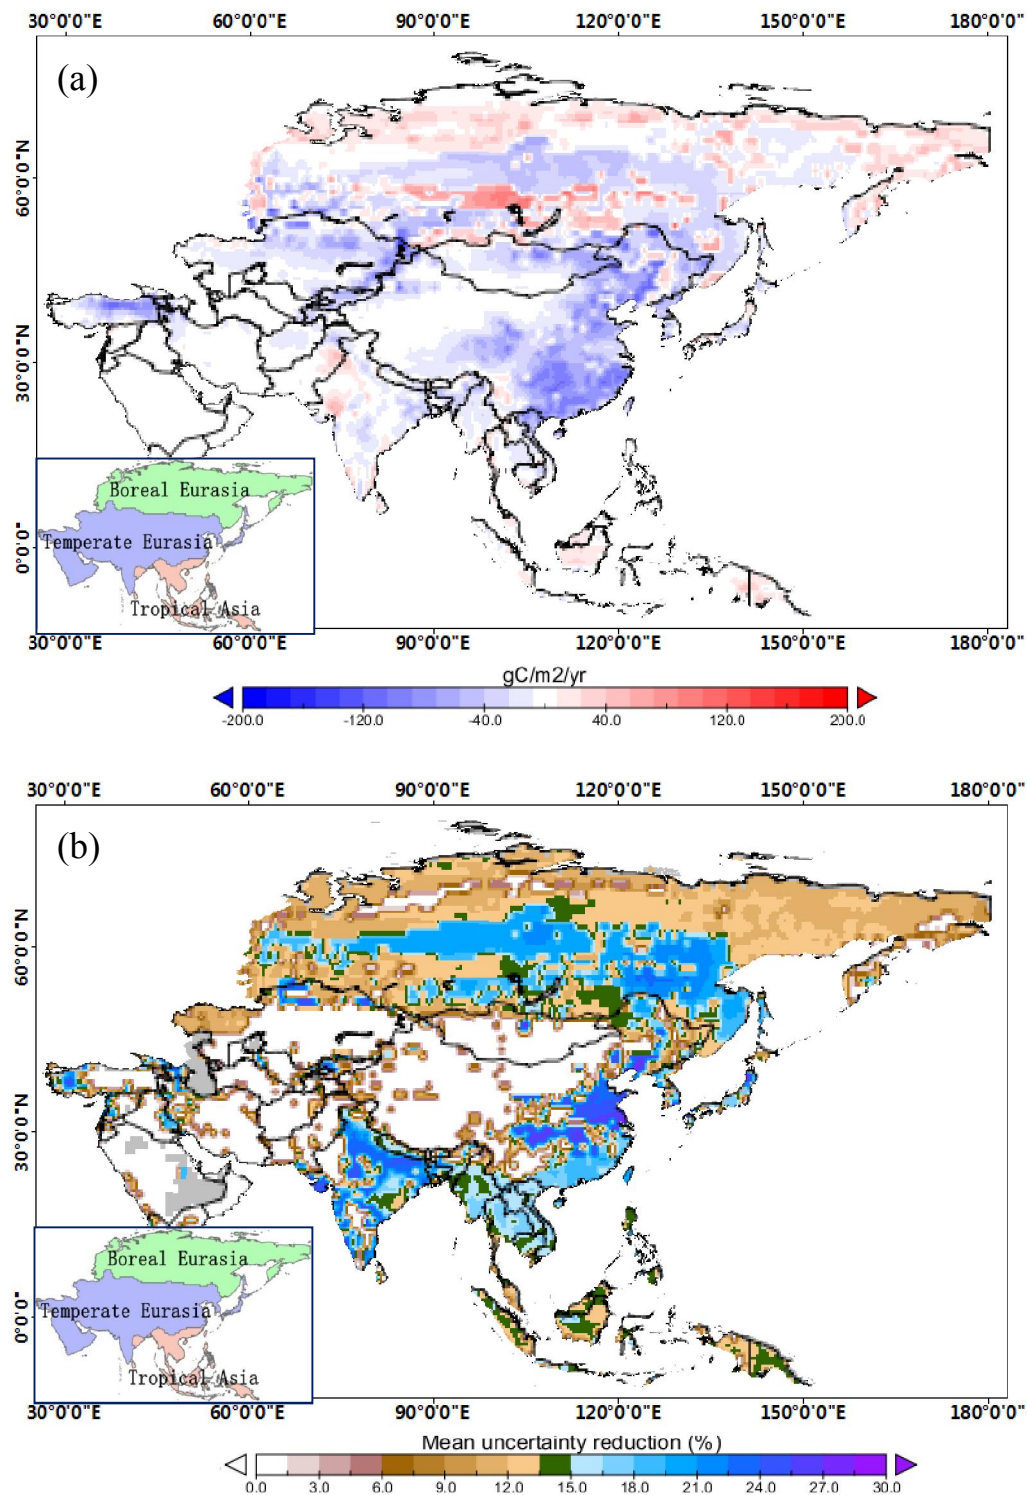 30°0'0"E 60°0'0"E 90°0'0"E 120°0'0"E 150°0'0"E 180°0'0"
(a)
60°0'0"N
30°0'0"N
0°0'0"
Boreal Eurasia
Temperate Eurasia
Tropical Asia
30°0'0"E 60°0'0"E 90°0'0"E 120°0'0"E 150°0'0"E 180°0'0"
gC/m2/yr
-200.0 -120.0 -40.0 40.0 120.0 200.0
30°0'0"E 60°0'0"E 90°0'0"E 120°0'0"E 150°0'0"E 180°0'0"
(b)
60°0'0"N
30°0'0"N
0°0'0"
Boreal Eurasia
Temperate Eurasia
Tropical Asia
30°0'0"E 60°0'0"E 90°0'0"E 120°0'0"E 150°0'0"E 180°0'0"
Mean uncertainty reduction (%)
0.0 3.0 6.0 9.0 12.0 15.0 18.0 21.0 24.0 27.0 30.0